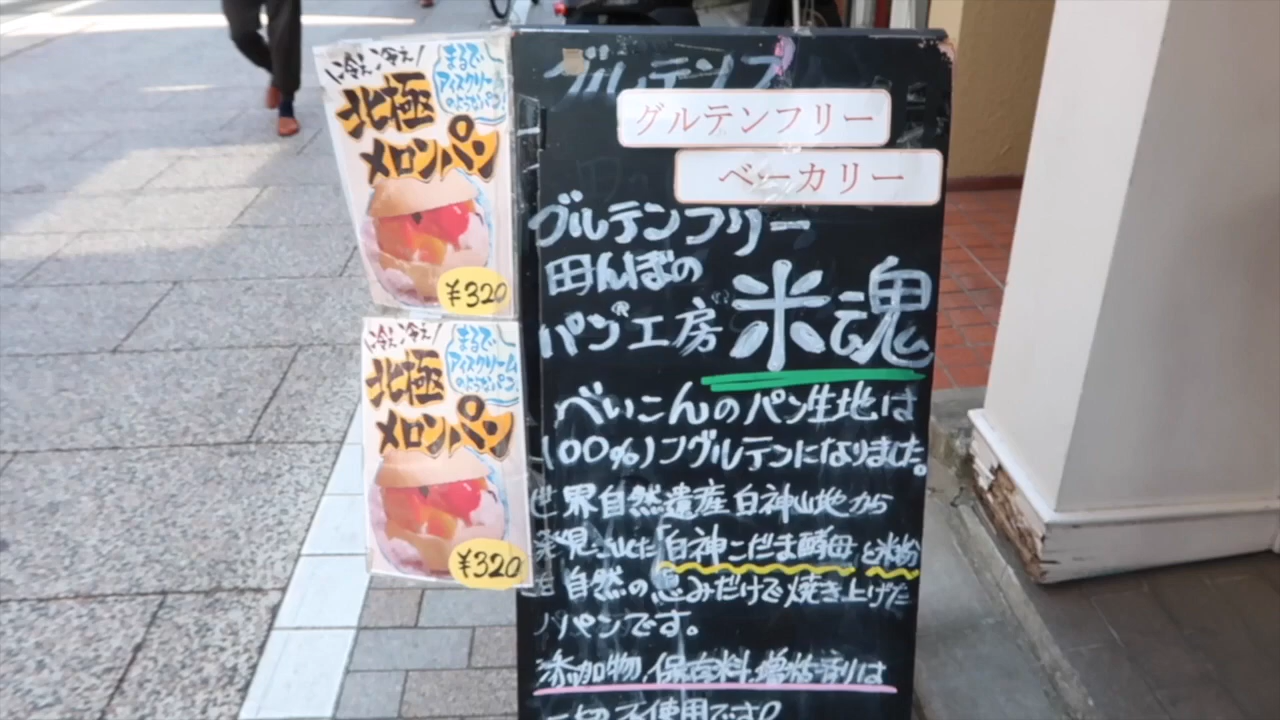 冷え冷え
北極
メロンパン
まるで
アイスクリーム
のようなパン!
¥320
冷え冷え!
北極
メロンパン
まるで
アイスクリーム
のようなパン
¥320
グルテンフ
グルテンフリー
ベーカリー
グルテンフリー
田んぼの
パン工房
米魂
べいこんのパン生地は
100%ノングルテンになりました。
世界自然遺産白神山地から
発見された「白神こだま酵母と米粉
自然の恵みだけで焼き上げた
パンです。
添加物、保存料、増粘剤は
一切不使用です